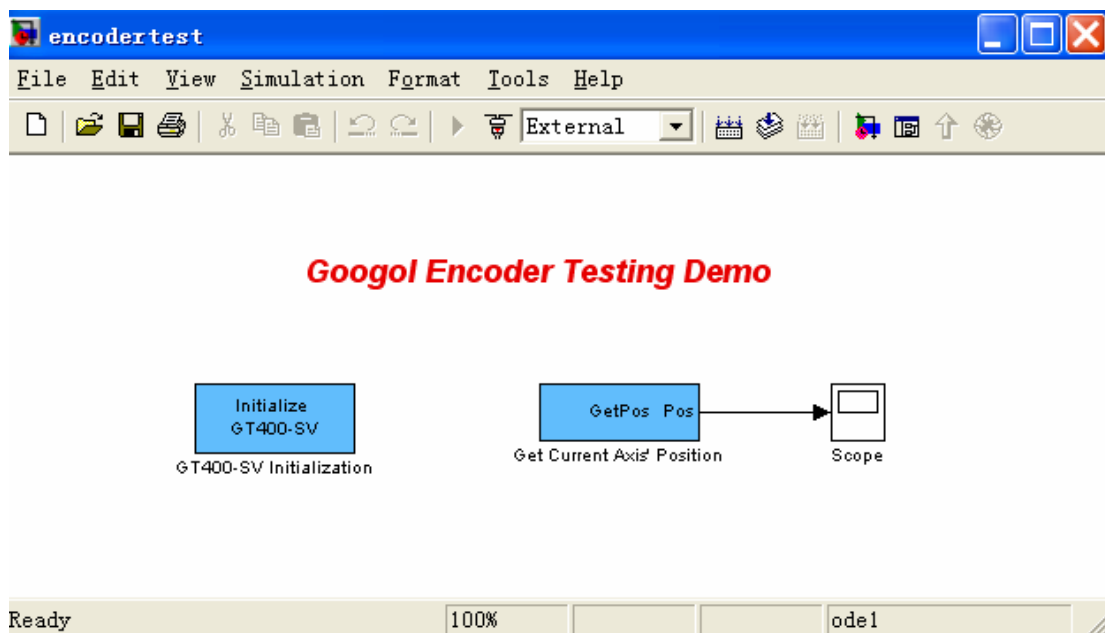 encodertest
File Edit View Simulation Format Tools Help
External
Googol Encoder Testing Demo
Initialize
GT400-SV
GT400-SV Initialization
GetPos Pos
Get Current Axis' Position
Scope
Ready 100% ode1